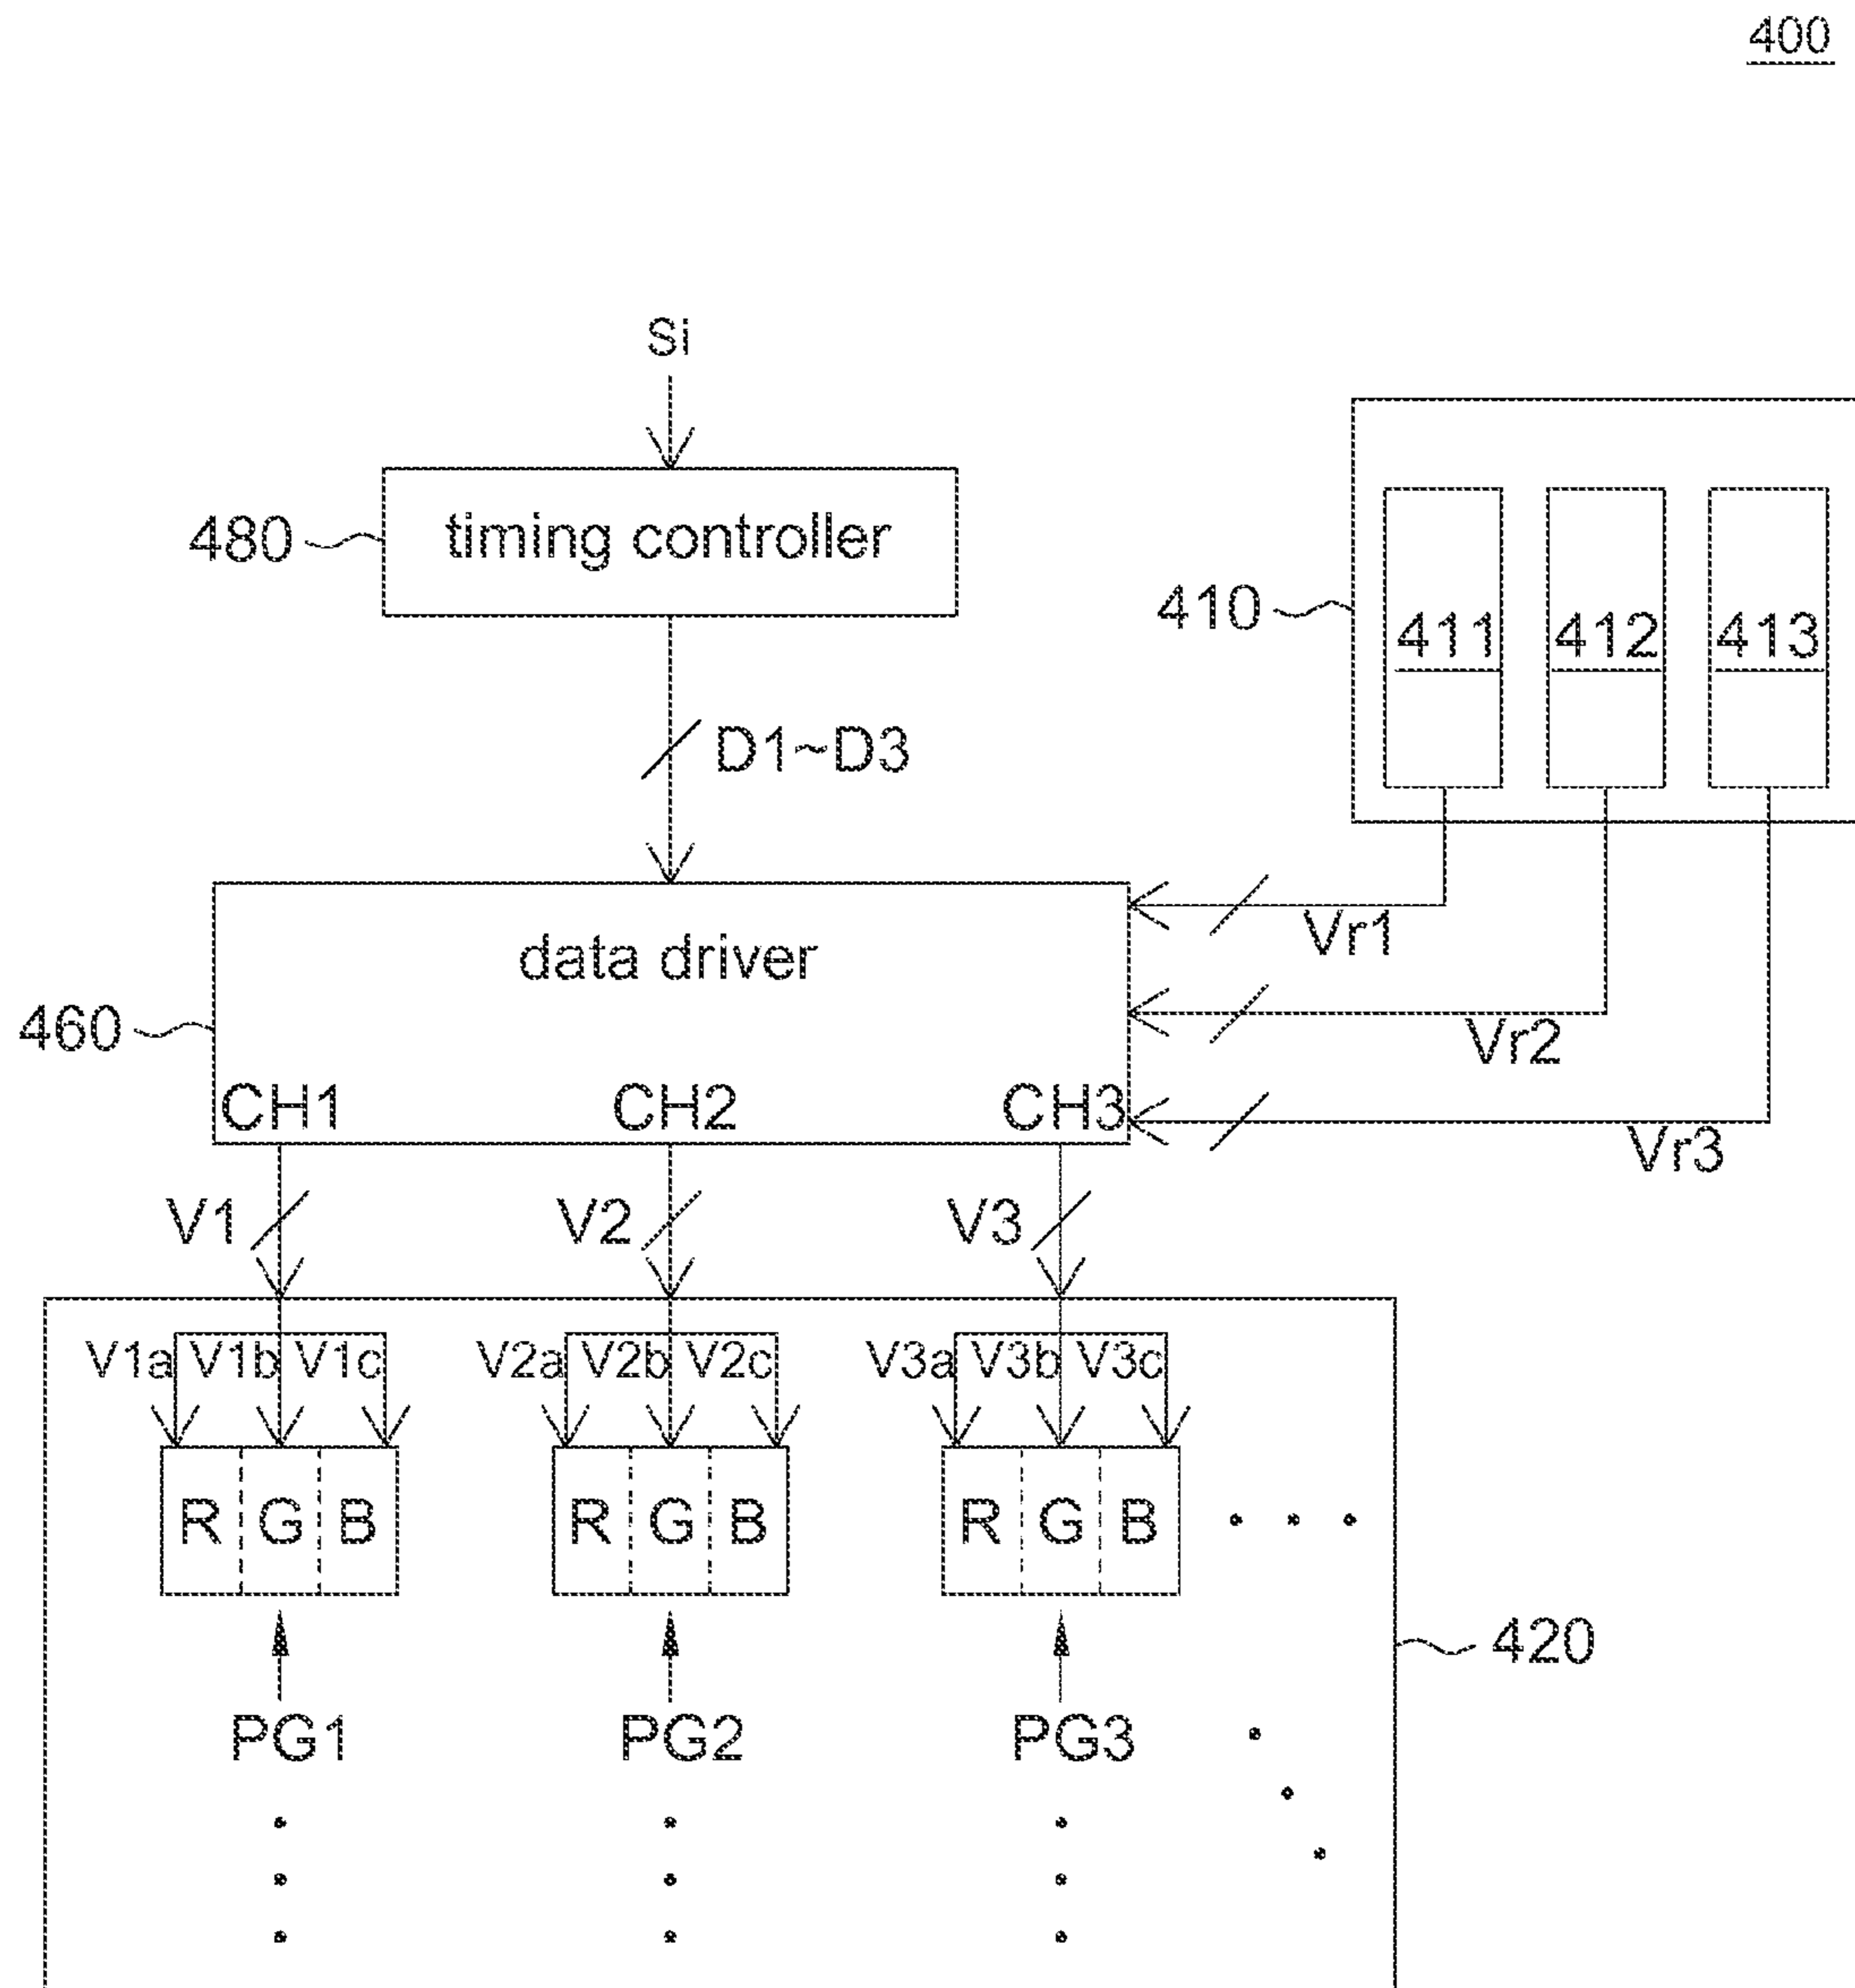 400
Si
480
timing controller
410
411
412
413
D1~D3
Vr1
data driver
460
Vr2
CH1
CH2
CH3
Vr3
V1
V2
V3
V1a
V1b
V1c
V2a
V2b
V2c
V3a
V3b
V3c
R
G
B
R
G
B
R
G
B
420
PG1
PG2
PG3